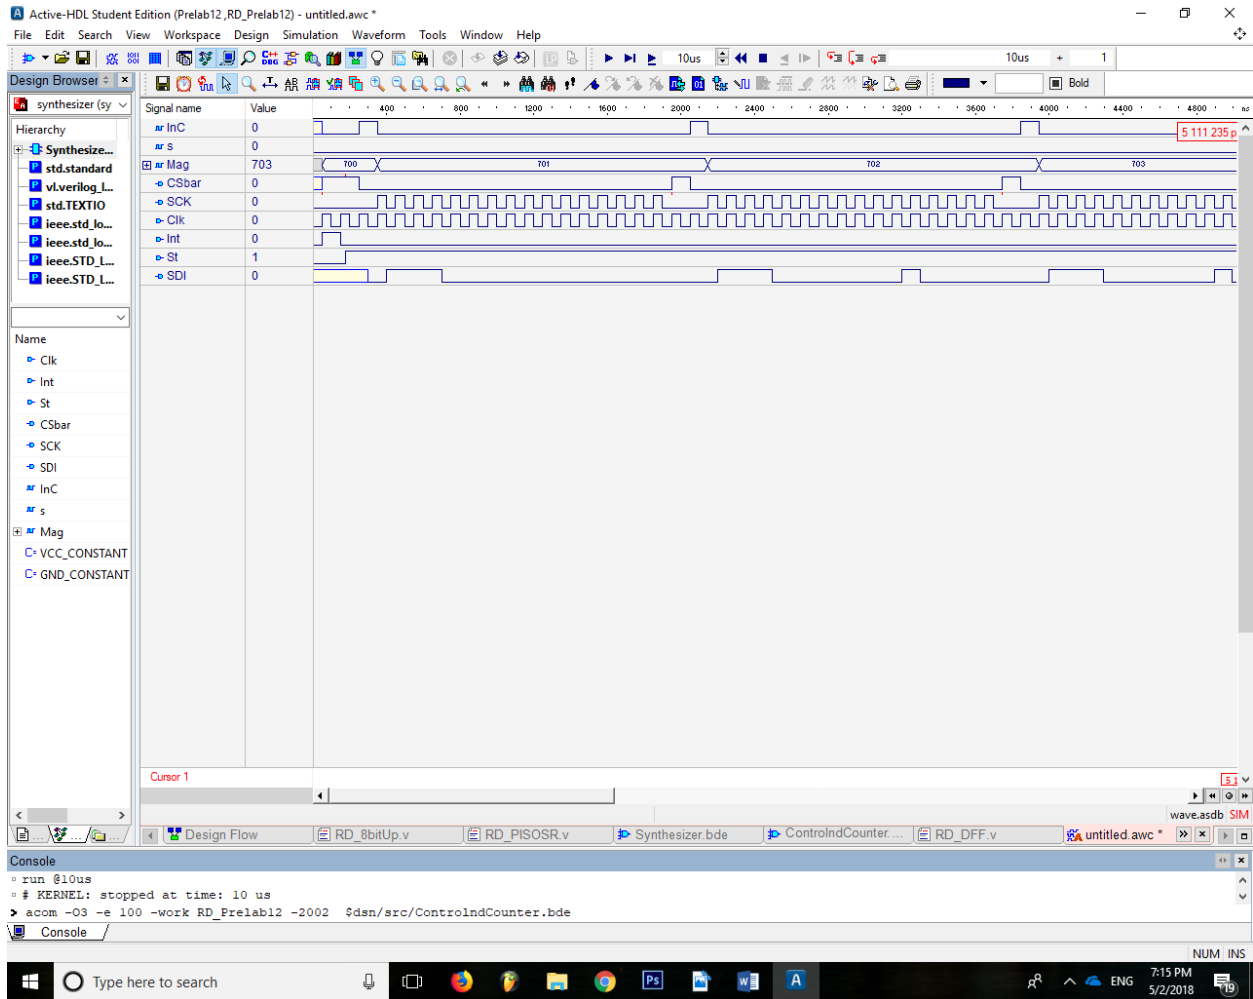 Active-HDL Student Edition (Prelab12 ,RD_Prelab12) - untitled.awc *
File Edit Search View Workspace Design Simulation Waveform Tools Window Help
10us 10us + 1
Design Browser
Bold
synthesizer (sy
Signal name Value 400 800 1200 1600 2000 2400 2800 3200 3600 4000 4400 4800 ns
Hierarchy
Synthesize...
std.standard
vl.verilog_l...
std.TEXTIO
ieee.std_lo...
ieee.std_lo...
ieee.STD_L...
ieee.STD_L...
InC 0
5 111 235 p
s 0
Mag 703 700 701 702 703
CSbar 0
SCK 0
Clk 0
Int 0
St 1
SDI 0
Name
Clk
Int
St
CSbar
SCK
SDI
InC
s
Mag
VCC_CONSTANT
GND_CONSTANT
Cursor 1
5 1
wave.asdb SIM
Design Flow RD_8bitUp.v RD_PISOSR.v Synthesizer.bde ControlndCounter.... RD_DFF.v untitled.awc *
Console
run @10us
# KERNEL: stopped at time: 10 us
> acom -O3 -e 100 -work RD_Prelab12 -2002 $dsn/src/ControlndCounter.bde
Console
NUM INS
Type here to search
ENG
7:15 PM
5/2/2018
19